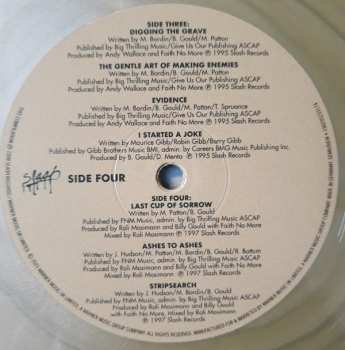 SIDE THREE:
DIGGING THE GRAVE
Written by M. Bordin/B. Gould/M. Patton
Published by Big Thrilling Music/Give Us Our Publishing ASCAP
Produced by Andy Wallace and Faith No More ℗ 1995 Slash Records
THE GENTLE ART OF MAKING ENEMIES
Written by M. Bordin/B. Gould/M. Patton
Published by Big Thrilling Music/Give Us Our Publishing ASCAP
Produced by Andy Wallace and Faith No More ℗ 1995 Slash Records
EVIDENCE
Written by M. Bordin/B. Gould/M. Patton/T. Spruance
Published by Big Thrilling Music/Give Us Our Publishing ASCAP
Produced by Andy Wallace and Faith No More ℗ 1995 Slash Records
I STARTED A JOKE
Written by Maurice Gibb/Robin Gibb/Barry Gibb
Published by Gibb Brothers Music BMI, admin. by Careers BMG Music Publishing Inc.
Produced by B. Gould/D. Mento ℗ 1995 Slash Records
slash
SIDE FOUR
SIDE FOUR:
LAST CUP OF SORROW
Written by M. Patton/B. Gould
Published by FNM Music, admin. by Big Thrilling Music ASCAP
Produced by Roli Mosimann and Billy Gould with Faith No More
Mixed by Roli Mosimann ℗ 1997 Slash Records
ASHES TO ASHES
Written by J. Hudson/M. Patton/M. Bordin/B. Gould/R. Bottum
Published by FNM Music, admin. by Big Thrilling Music ASCAP
Produced by Roli Mosimann and Billy Gould with Faith No More
Mixed by Roli Mosimann
℗ 1997 Slash Records
STRIPSEARCH
Written by J. Hudson/M. Patton/M. Bordin/B. Gould
Published by FNM Music, admin. by Big Thrilling Music ASCAP
Produced by Roli Mosimann and Billy Gould with Faith No More
Mixed by Roli Mosimann
℗ 1997 Slash Records